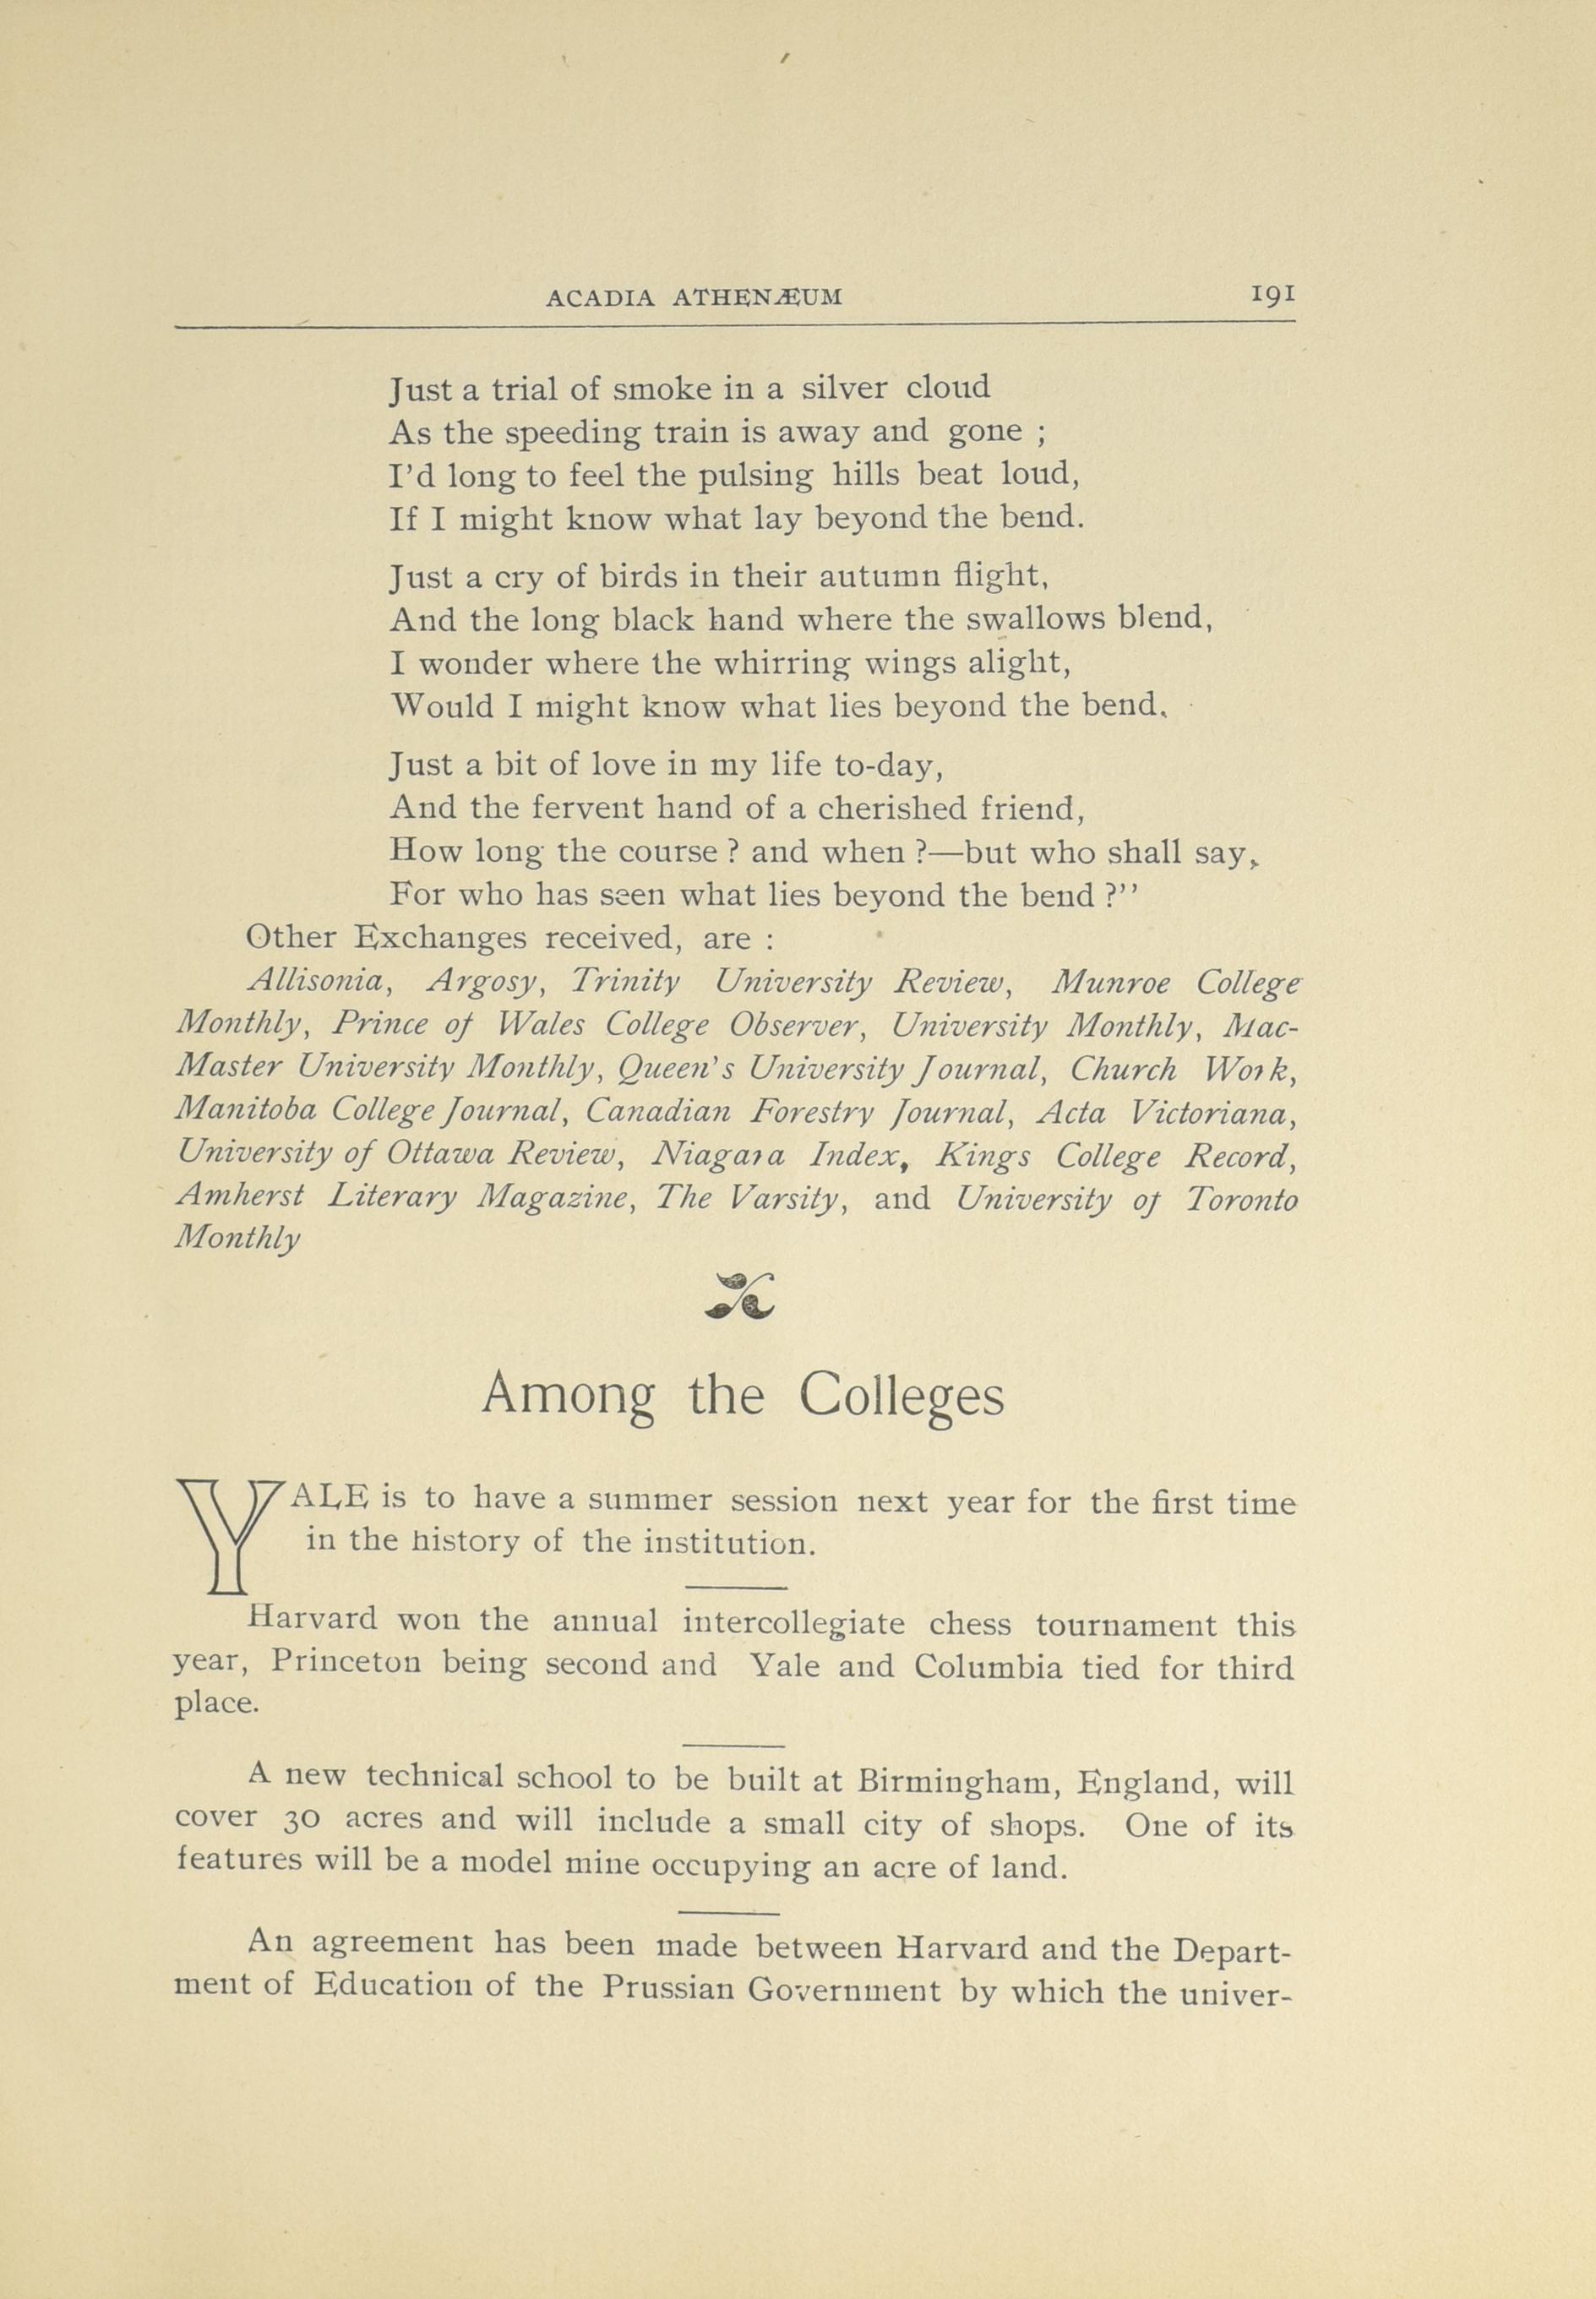 ACADIA ATHENÆUM 191
Just a trial of smoke in a silver cloud
As the speeding train is away and gone ;
I'd long to feel the pulsing hills beat loud,
If I might know what lay beyond the bend.
Just a cry of birds in their autumn flight,
And the long black hand where the swallows blend,
I wonder where the whirring wings alight,
Would I might know what lies beyond the bend.
Just a bit of love in my life to-day,
And the fervent hand of a cherished friend,
How long the course ? and when ?—but who shall say,
For who has seen what lies beyond the bend ?''
Other Exchanges received, are :
Allisonia, Argosy, Trinity University Review, Munroe College
Monthly, Prince of Wales College Observer, University Monthly, Mac-
Master University Monthly, Queen's University Journal, Church Work,
Manitoba College Journal, Canadian Forestry Journal, Acta Victoriana,
University of Ottawa Review, Niagara Index, Kings College Record,
Amherst Literary Magazine, The Varsity, and University of Toronto
Monthly
Among the Colleges
YALE is to have a summer session next year for the first time
in the history of the institution.
Harvard won the annual intercollegiate chess tournament this
year, Princeton being second and Yale and Columbia tied for third
place.
A new technical school to be built at Birmingham, England, will
cover 30 acres and will include a small city of shops. One of its
features will be a model mine occupying an acre of land.
An agreement has been made between Harvard and the Depart-
ment of Education of the Prussian Government by which the univer-